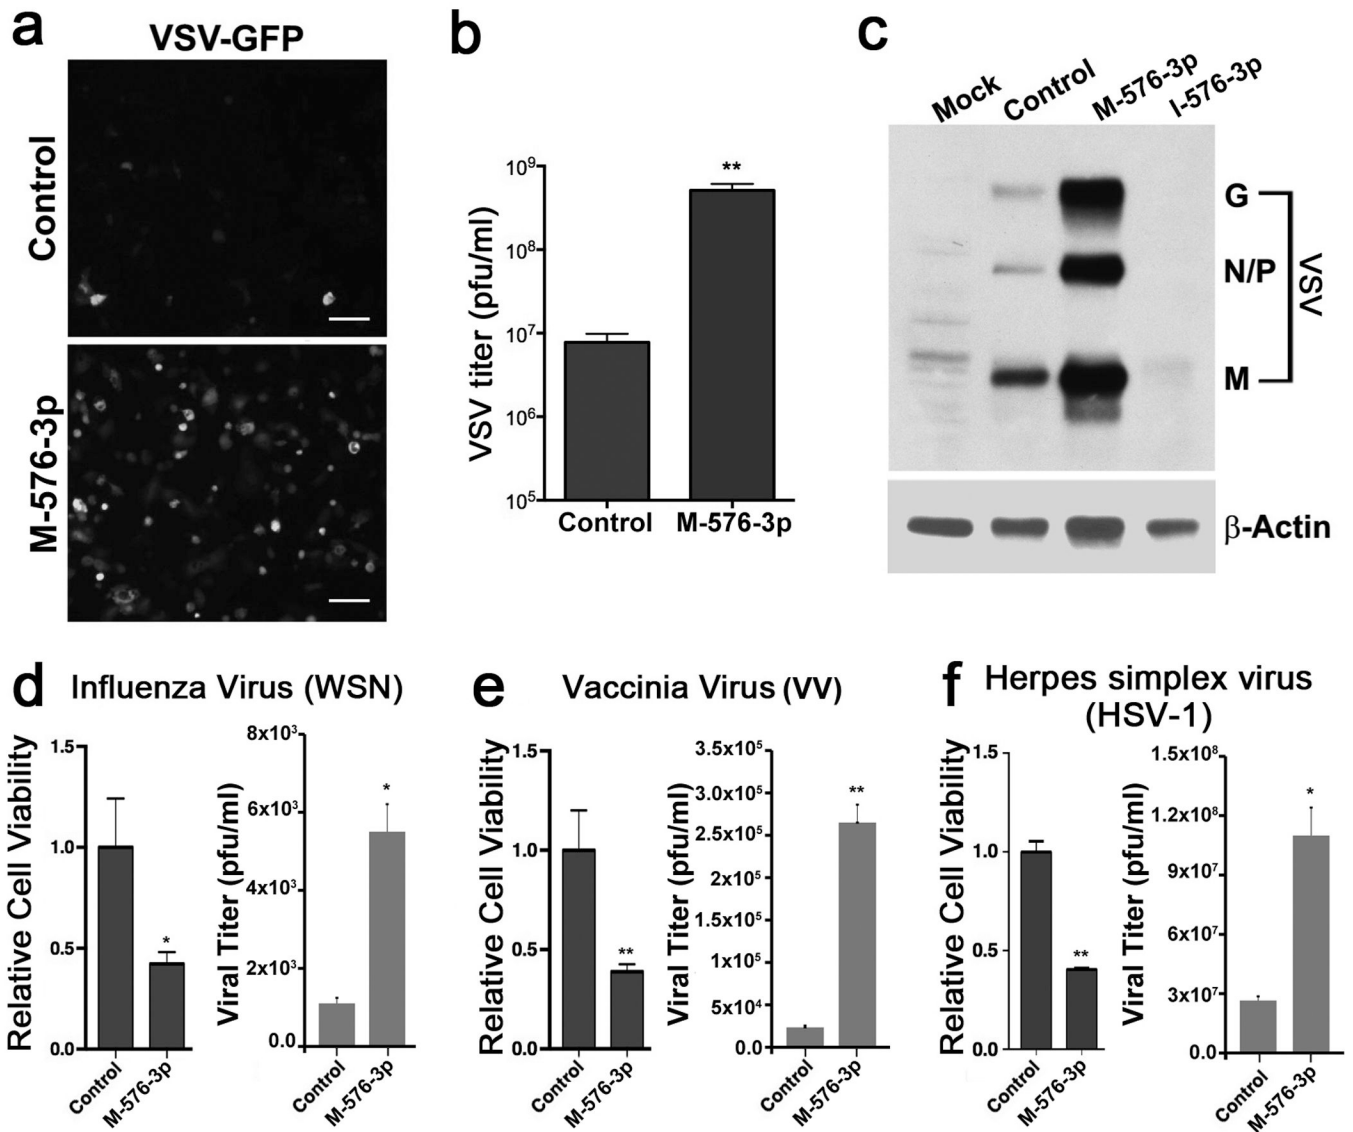 a
VSV-GFP
Control
M-576-3p
b
VSV titer (pfu/ml)
10⁹
10⁸
10⁷
10⁶
10⁵
**
Control
M-576-3p
c
Mock
Control
M-576-3p
I-576-3p
G
N/P
M
VSV
β-Actin
d
Influenza Virus (WSN)
Relative Cell Viability
1.5
1.0
0.5
0.0
*
Control
M-576-3p
Viral Titer (pfu/ml)
8x10³
6x10³
4x10³
2x10³
0.0
*
Control
M-576-3p
e
Vaccinia Virus (VV)
Relative Cell Viability
1.5
1.0
0.5
0.0
**
Control
M-576-3p
Viral Titer (pfu/ml)
3.5x10⁵
3.0x10⁵
2.5x10⁵
2x10⁵
1.5x10⁵
1x10⁵
5x10⁴
0.0
**
Control
M-576-3p
f
Herpes simplex virus
(HSV-1)
Relative Cell Viability
1.5
1.0
0.5
0.0
**
Control
M-576-3p
Viral Titer (pfu/ml)
1.5x10⁸
1.2x10⁸
9x10⁷
6x10⁷
3x10⁷
0.0
*
Control
M-576-3p